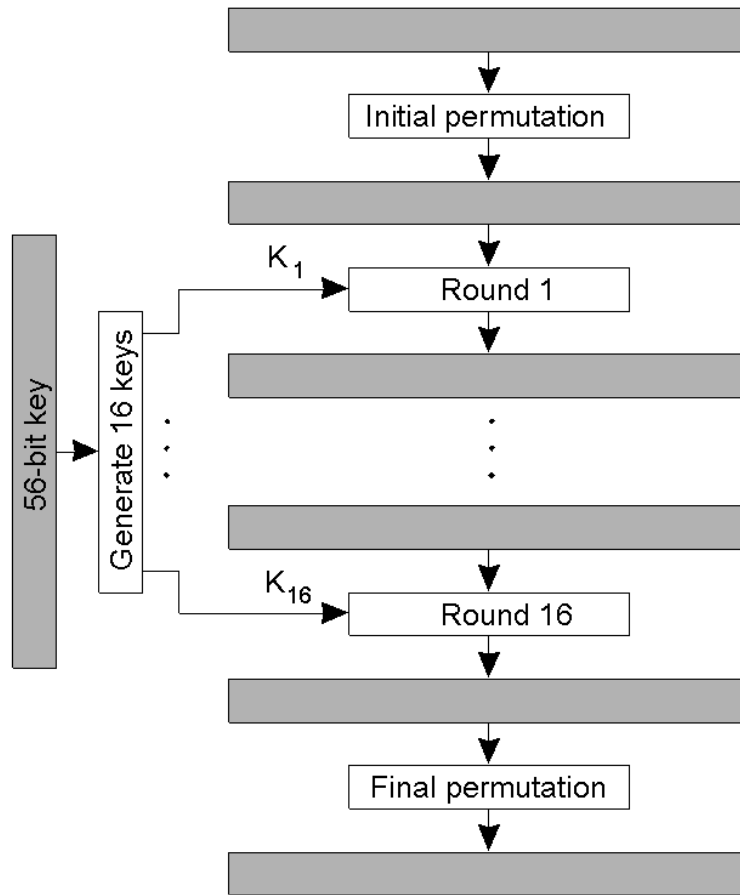 Initial permutation
K1
Round 1
56-bit key
Generate 16 keys
K16
Round 16
Final permutation